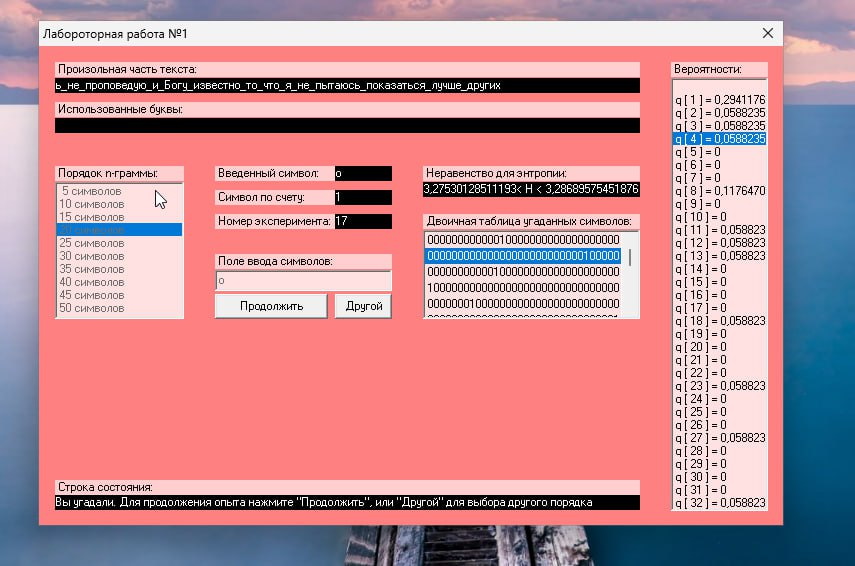 Лабороторная работа №1
Произольная часть текста:
ь_не_проповедую_и_Богу_известно_то_что_я_не_пытаюсь_показаться_лучше_других
Использованные буквы:
Порядок n-граммы:
5 символов
10 символов
15 символов
20 символов
25 символов
30 символов
35 символов
40 символов
45 символов
50 символов
Введенный символ: о
Символ по счету: 1
Номер эксперимента: 17
Поле ввода символов:
о
Продолжить
Другой
Неравенство для энтропии:
3,27530128511193< H < 3,28689575451876
Двоичная таблица угаданных символов:
Строка состояния:
Вы угадали. Для продолжения опыта нажмите "Продолжить", или "Другой" для выбора другого порядка
Вероятности:
q [ 1 ] = 0,2941176
q [ 2 ] = 0,0588235
q [ 3 ] = 0,0588235
q [ 4 ] = 0,0588235
q [ 5 ] = 0
q [ 6 ] = 0
q [ 7 ] = 0
q [ 8 ] = 0,1176470
q [ 9 ] = 0
q [ 10 ] = 0
q [ 11 ] = 0,058823
q [ 12 ] = 0,058823
q [ 13 ] = 0,058823
q [ 14 ] = 0
q [ 15 ] = 0
q [ 16 ] = 0
q [ 17 ] = 0
q [ 18 ] = 0,058823
q [ 19 ] = 0
q [ 20 ] = 0
q [ 21 ] = 0
q [ 22 ] = 0
q [ 23 ] = 0,058823
q [ 24 ] = 0
q [ 25 ] = 0
q [ 26 ] = 0
q [ 27 ] = 0,058823
q [ 28 ] = 0
q [ 29 ] = 0
q [ 30 ] = 0
q [ 31 ] = 0
q [ 32 ] = 0,058823